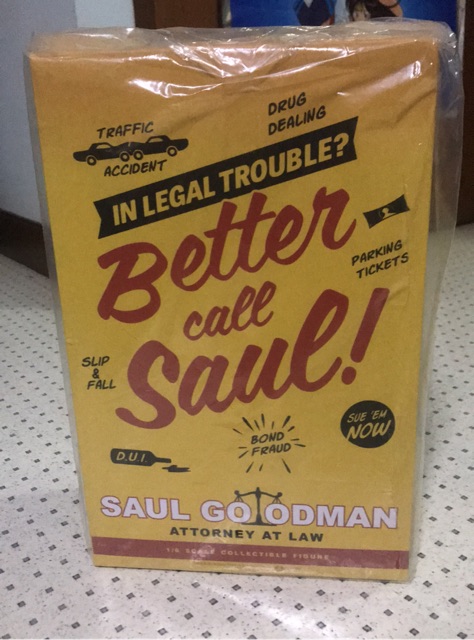 TRAFFIC
ACCIDENT
DRUG
DEALING
IN LEGAL TROUBLE?
Better
call
Saul!
PARKING
TICKETS
SLIP
&
FALL
D.U.I.
BOND
FRAUD
SUE 'EM
NOW
SAUL GOODMAN
ATTORNEY AT LAW
1/6 SCALE COLLECTIBLE FIGURE